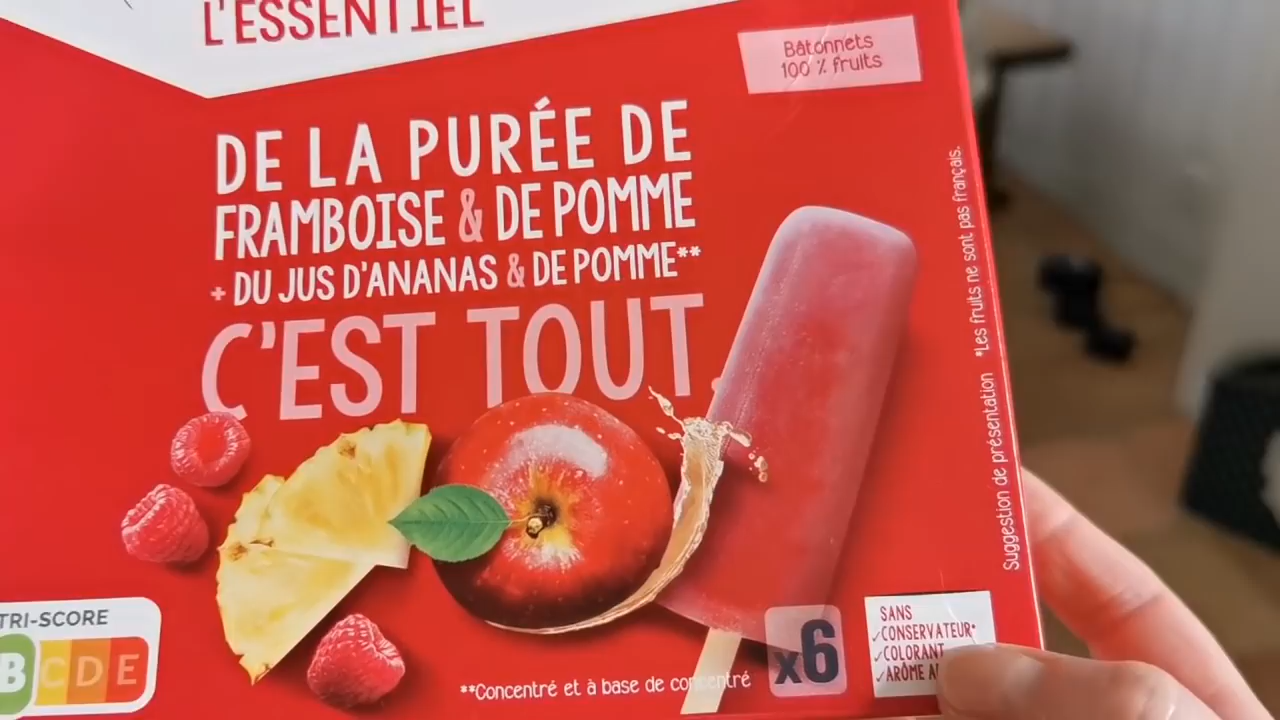 L'ESSENTIEL
Bâtonnets
100 % fruits
DE LA PURÉE DE
FRAMBOISE & DE POMME
+ DU JUS D'ANANAS & DE POMME**
C'EST TOUT
Suggestion de présentation *Les fruits ne sont pas français.
TRI-SCORE
B C D E
x6
SANS
✓CONSERVATEUR*
✓COLORANT
✓ARÔME
**Concentré et à base de concentré